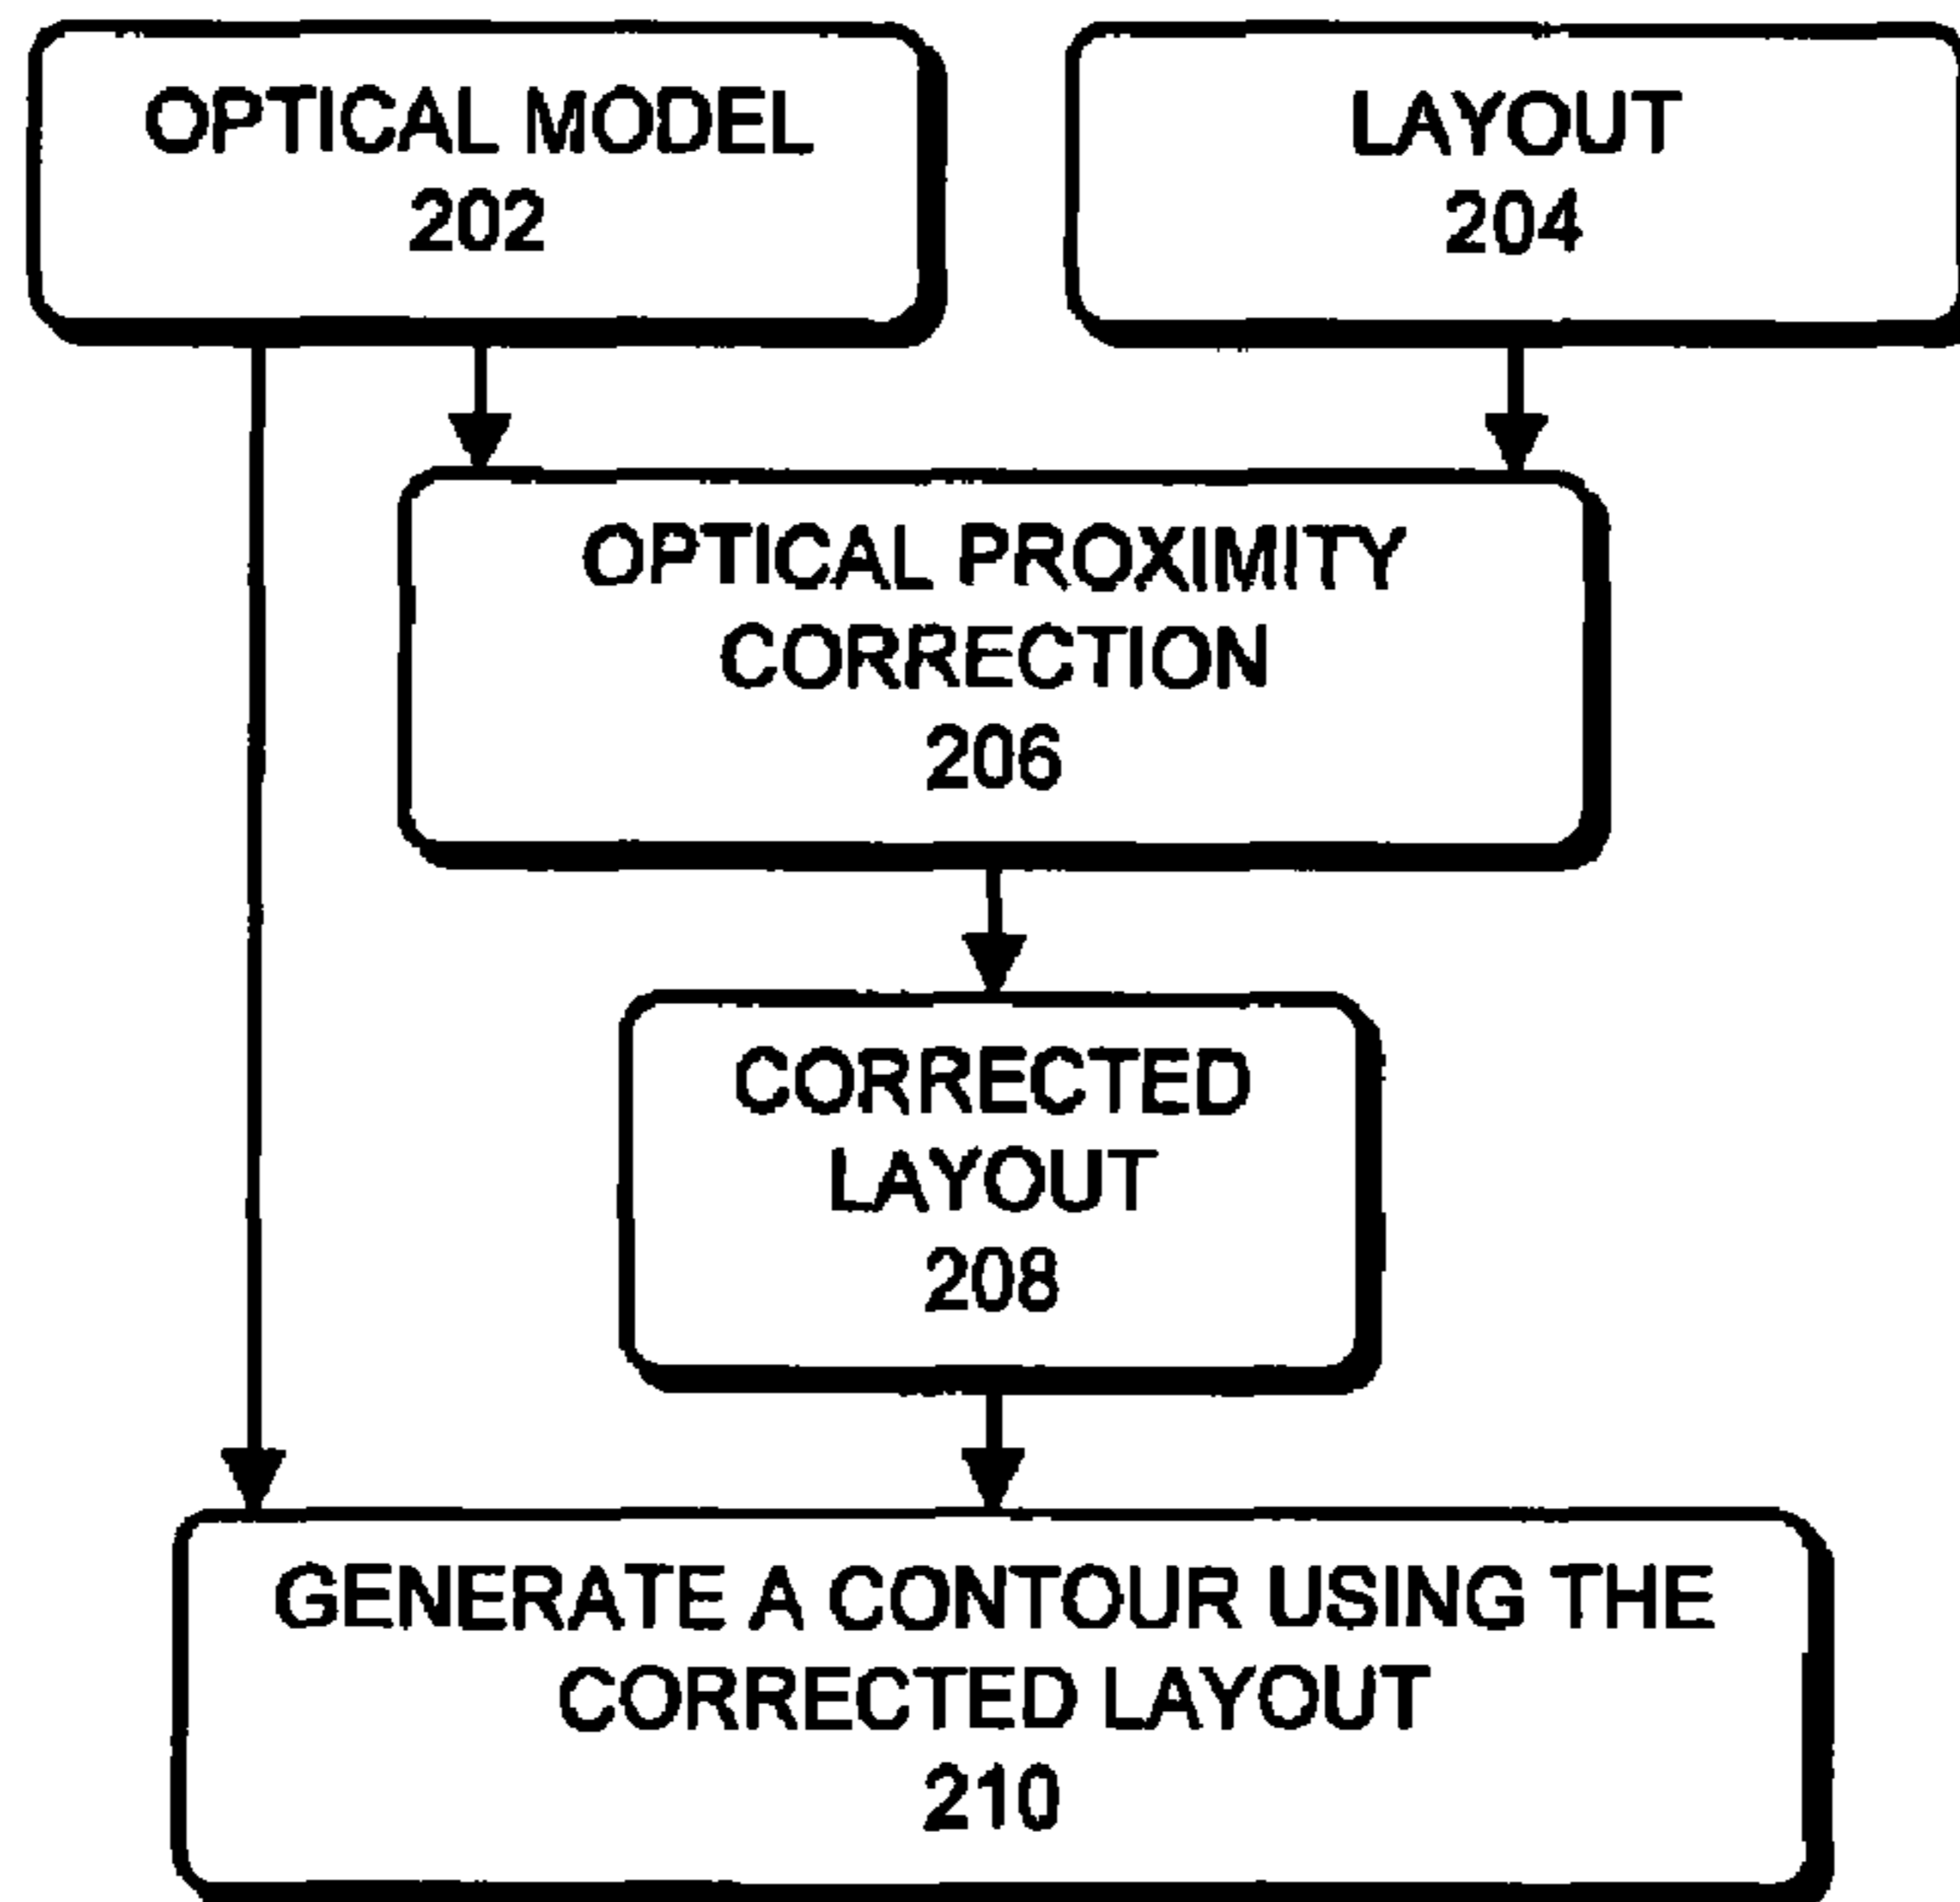 OPTICAL MODEL
202
LAYOUT
204
OPTICAL PROXIMITY
CORRECTION
206
CORRECTED
LAYOUT
208
GENERATE A CONTOUR USING THE
CORRECTED LAYOUT
210